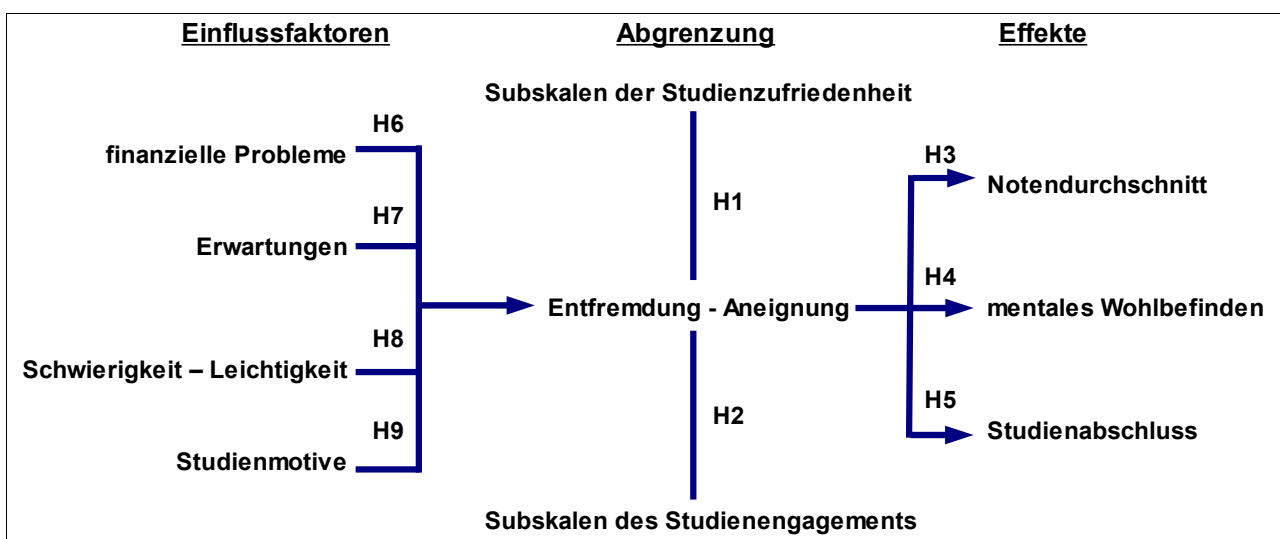 Einflussfaktoren
Abgrenzung
Effekte
Subskalen der Studienzufriedenheit
H6
finanzielle Probleme
H3
Notendurchschnitt
H7
H1
Erwartungen
H4
Entfremdung - Aneignung
mentales Wohlbefinden
H8
Schwierigkeit – Leichtigkeit
H5
H2
Studienabschluss
H9
Studienmotive
Subskalen des Studienengagements